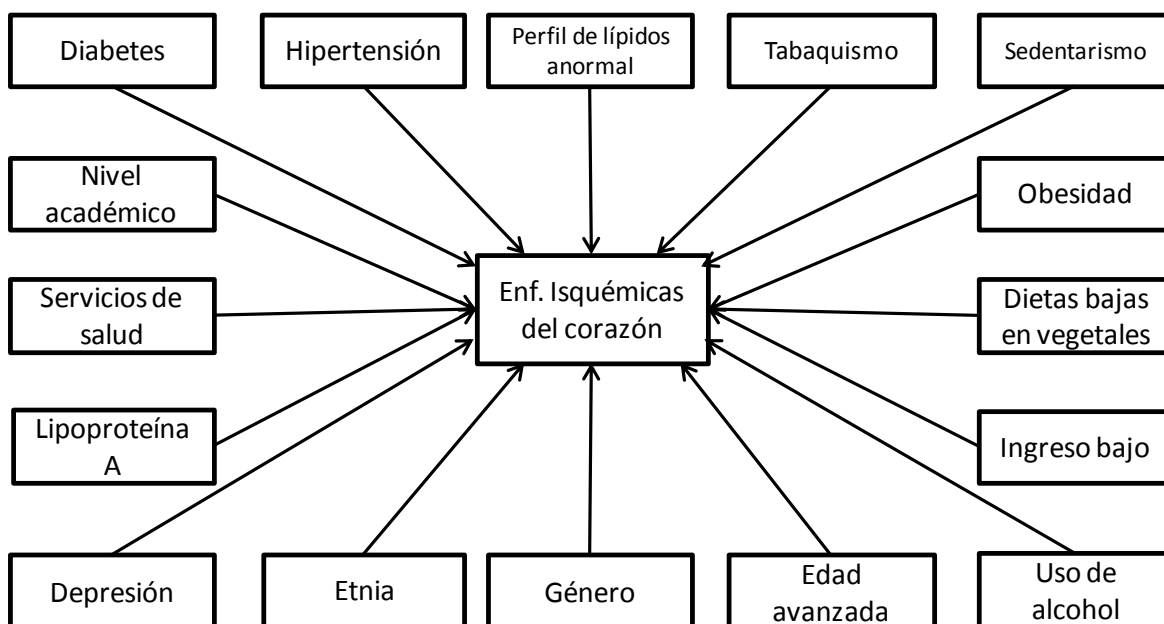 Diabetes
Hipertensión
Perfil de lípidos
anormal
Tabaquismo
Sedentarismo
Nivel
académico
Obesidad
Servicios de
salud
Enf. Isquémicas
del corazón
Dietas bajas
en vegetales
Lipoproteína
A
Ingreso bajo
Depresión
Etnia
Género
Edad
avanzada
Uso de
alcohol